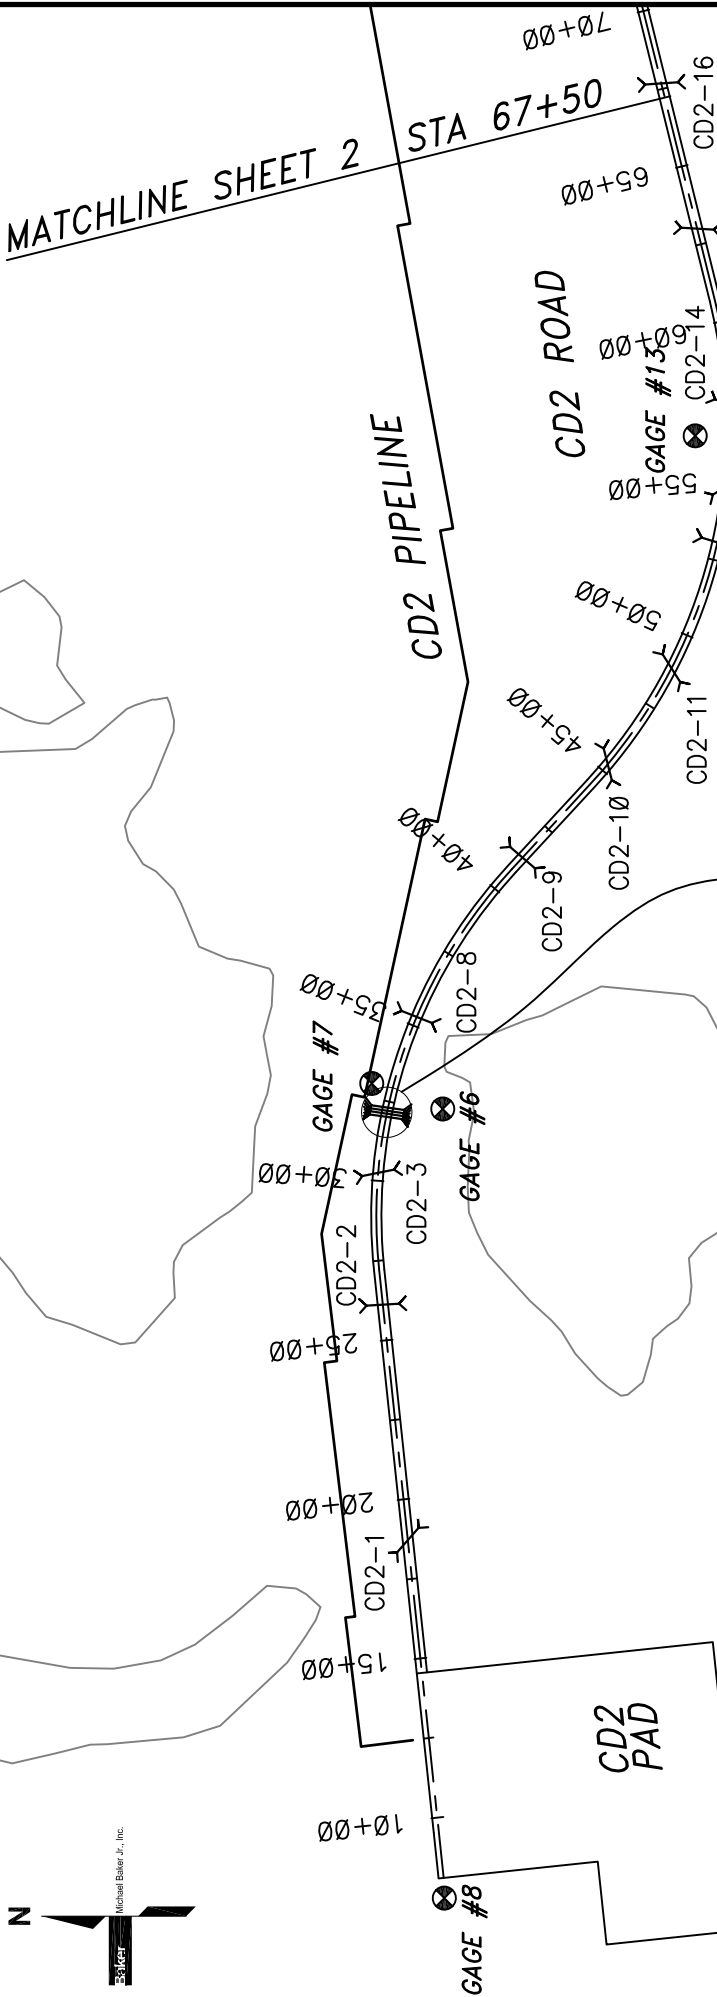 70+00
CD2-16
MATCHLINE SHEET 2 STA 67+50
65+00
CD2 ROAD
60+00
CD2-14
GAGE #13
CD2 PIPELINE
55+00
50+00
CD2-11
45+00
CD2-10
40+00
CD2-9
CD2-8
35+00
GAGE #7
GAGE #6
30+00
CD2-3
CD2-2
25+00
20+00
CD2-1
15+00
CD2
PAD
10+00
GAGE #8
N
Michael Baker Jr., Inc.
Baker